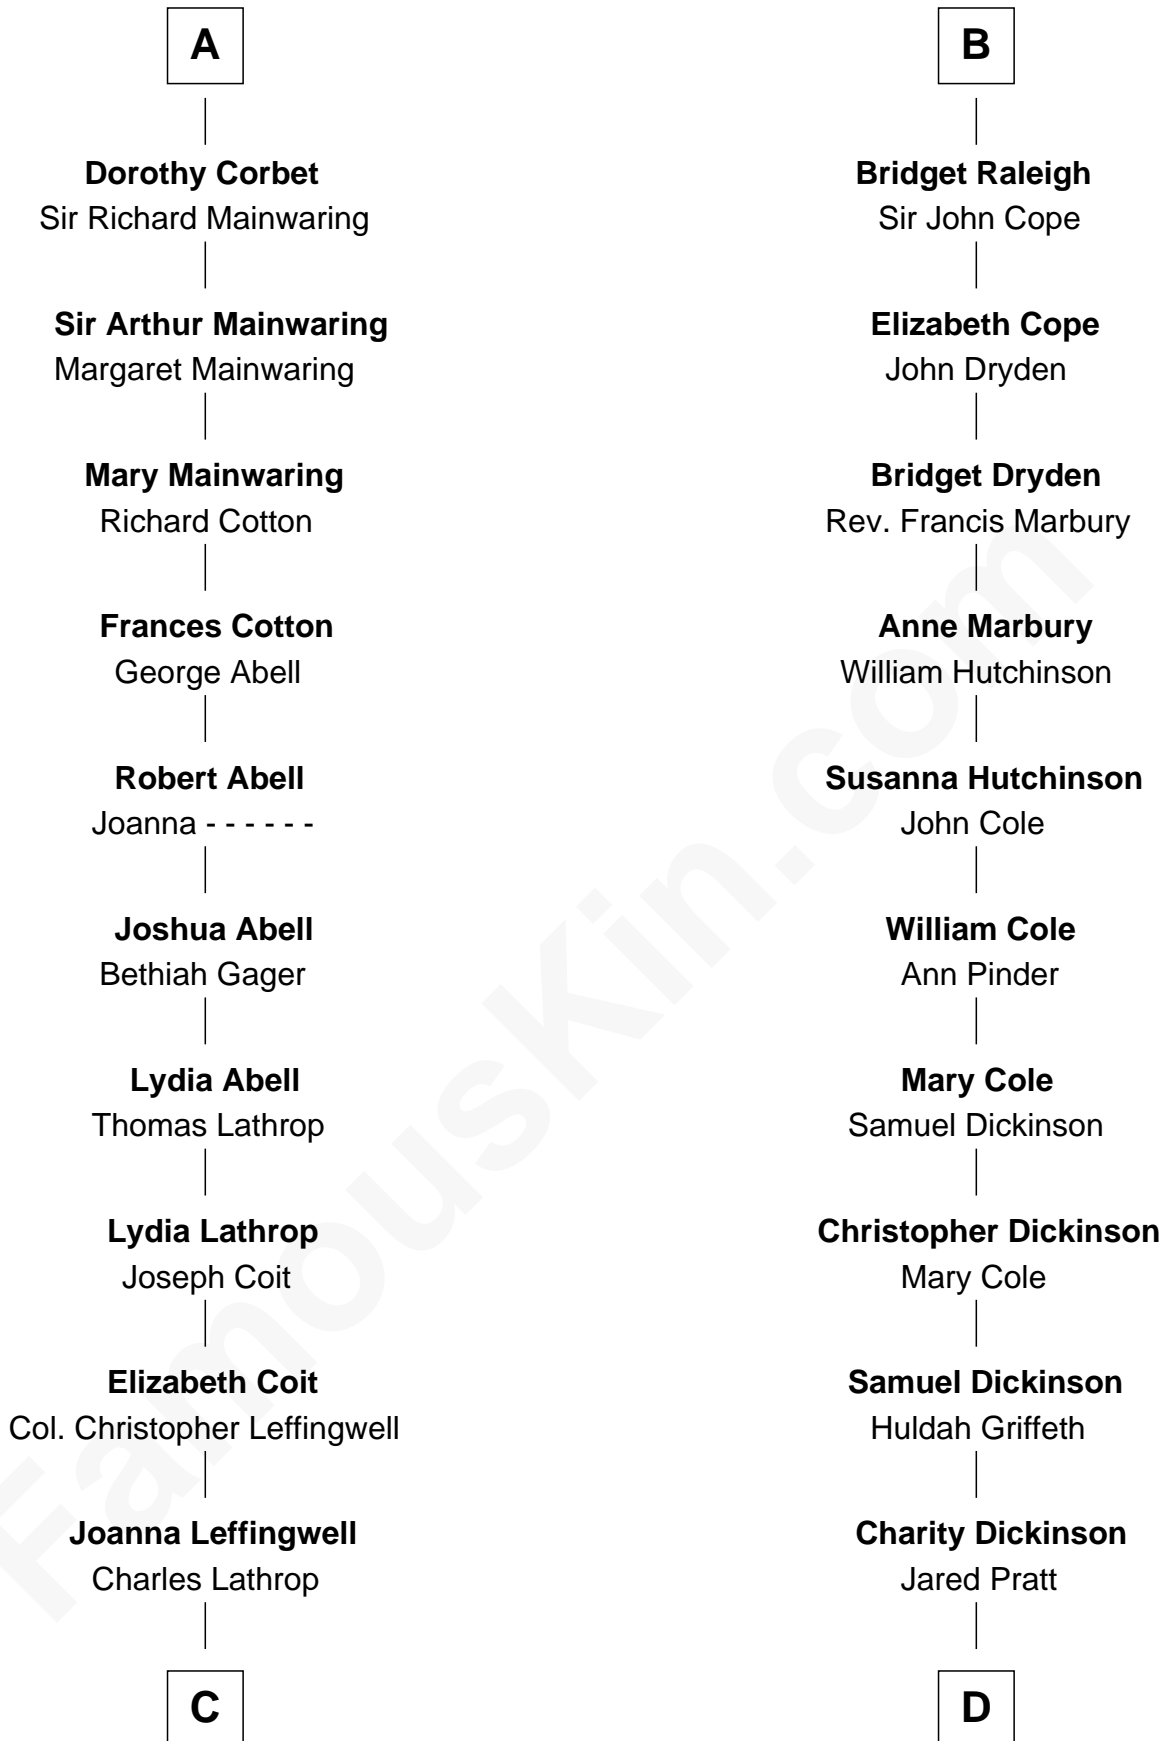 A
Dorothy Corbet
Sir Richard Mainwaring
Sir Arthur Mainwaring
Margaret Mainwaring
Mary Mainwaring
Richard Cotton
Frances Cotton
George Abell
Robert Abell
Joanna - - - - - -
Joshua Abell
Bethiah Gager
Lydia Abell
Thomas Lathrop
Lydia Lathrop
Joseph Coit
Elizabeth Coit
Col. Christopher Leffingwell
Joanna Leffingwell
Charles Lathrop
C
B
Bridget Raleigh
Sir John Cope
Elizabeth Cope
John Dryden
Bridget Dryden
Rev. Francis Marbury
Anne Marbury
William Hutchinson
Susanna Hutchinson
John Cole
William Cole
Ann Pinder
Mary Cole
Samuel Dickinson
Christopher Dickinson
Mary Cole
Samuel Dickinson
Huldah Griffeth
Charity Dickinson
Jared Pratt
D
FamousKin.com